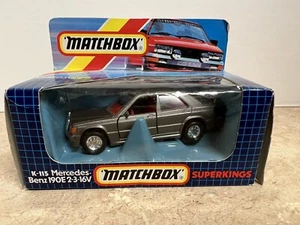 MATCHBOX
K-115 Mercedes-
Benz 190E 2·3-16V
MATCHBOX
SUPERKINGS